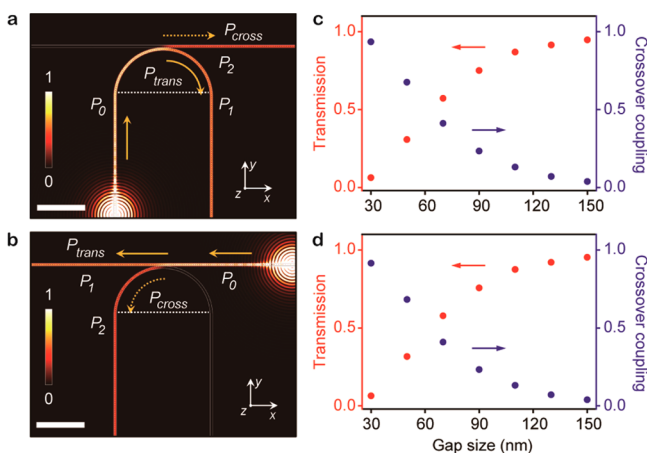 a
P_cross
P_trans
P_2
P_0
P_1
1
0
y
z
x
b
P_trans
P_1
P_0
P_cross
P_2
1
0
y
z
x
c
Transmission
1.0
0.5
0.0
30
60
90
120
150
1.0
0.5
0.0
Crossover coupling
d
Transmission
1.0
0.5
0.0
30
60
90
120
150
1.0
0.5
0.0
Crossover coupling
Gap size (nm)